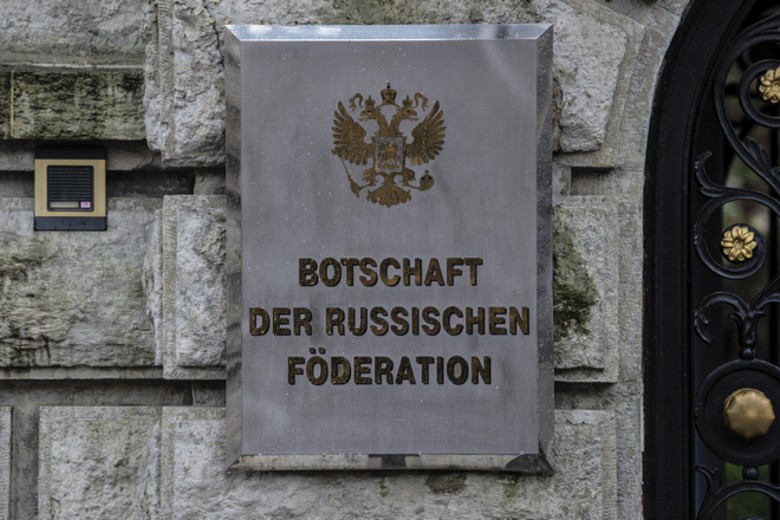 BOTSCHAFT
DER RUSSISCHEN
FÖDERATION